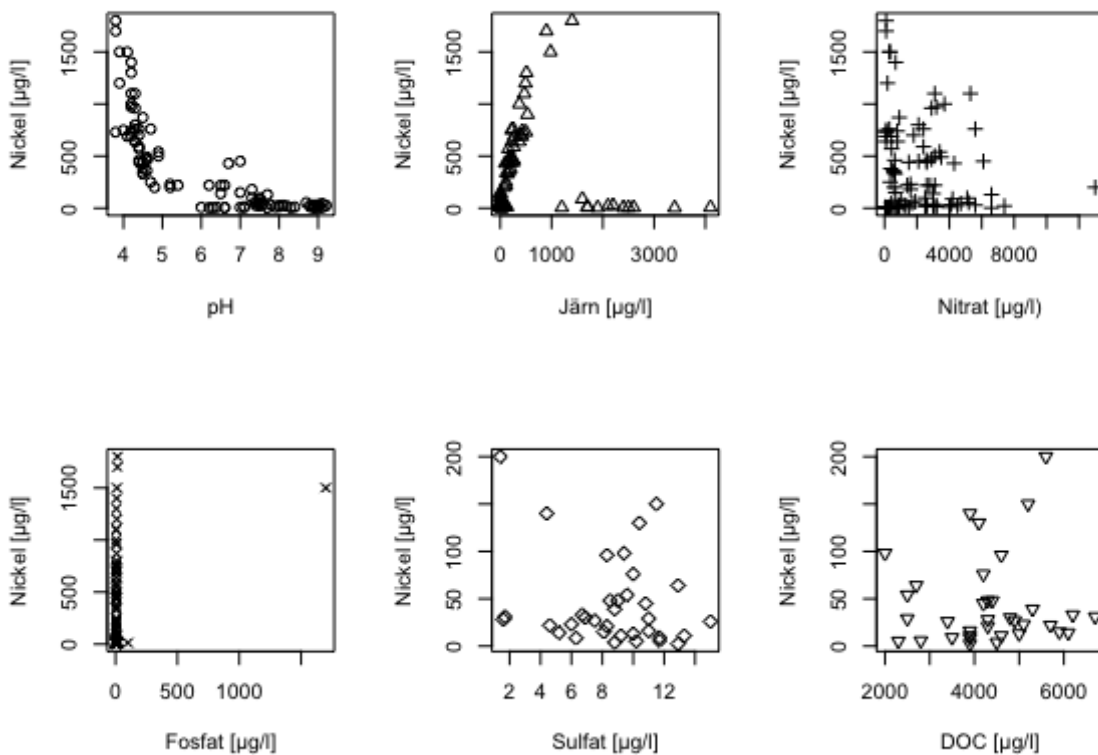 Nickel [µg/l]
0 500 1500
4 5 6 7 8 9
pH
Nickel [µg/l]
0 500 1500
0 1000 3000
Järn [µg/l]
Nickel [µg/l]
0 500 1500
0 4000 8000
Nitrat [µg/l)
Nickel [µg/l]
0 500 1500
0 500 1000
Fosfat [µg/l]
Nickel [µg/l]
0 50 100 200
2 4 6 8 12
Sulfat [µg/l]
Nickel [µg/l]
0 50 100 200
2000 4000 6000
DOC [µg/l]